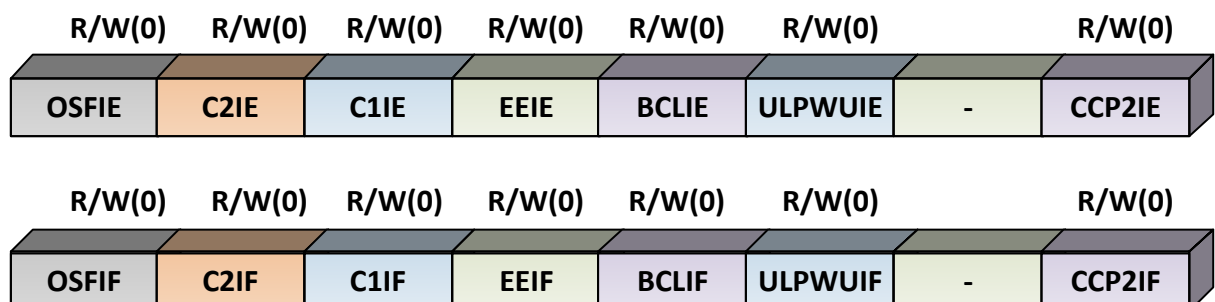 R/W(0) R/W(0) R/W(0) R/W(0) R/W(0) R/W(0) R/W(0)
OSFIE C2IE C1IE EEIE BCLIE ULPWUIE - CCP2IE
R/W(0) R/W(0) R/W(0) R/W(0) R/W(0) R/W(0) R/W(0)
OSFIF C2IF C1IF EEIF BCLIF ULPWUIF - CCP2IF